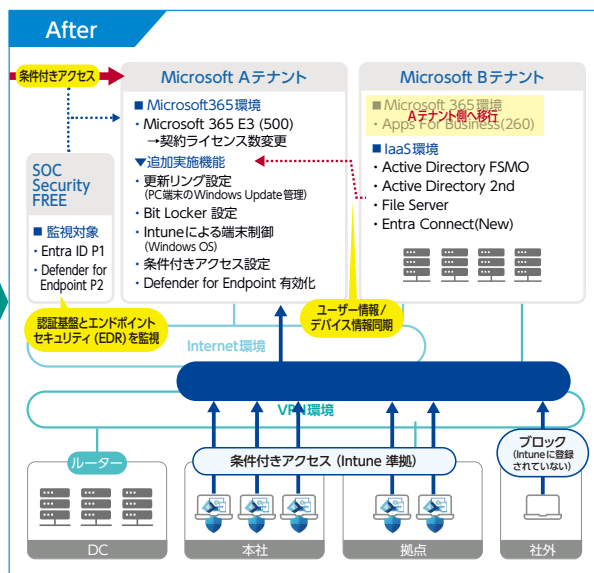 After
条件付きアクセス
Microsoft Aテナント
■ Microsoft365環境
・Microsoft 365 E3 (500)
→契約ライセンス数変更
▼追加実施機能
・更新リング設定
(PC端末のWindows Update管理)
・Bit Locker 設定
・Intuneによる端末制御
(Windows OS)
・条件付きアクセス設定
・Defender for Endpoint 有効化
Microsoft Bテナント
■ Microsoft 365 環境
Aテナント側へ移行
・Apps For Business(260)
■ IaaS環境
・Active Directory FSMO
・Active Directory 2nd
・File Server
・Entra Connect(New)
SOC
Security
FREE
■ 監視対象
・Entra ID P1
・Defender for
Endpoint P2
認証基盤とエンドポイント
セキュリティ(EDR)を監視
ユーザー情報/
デバイス情報同期
Internet環境
VPN環境
ルーター
条件付きアクセス(Intune 準拠)
ブロック
(Intuneに登録
されていない)
DC
本社
拠点
社外